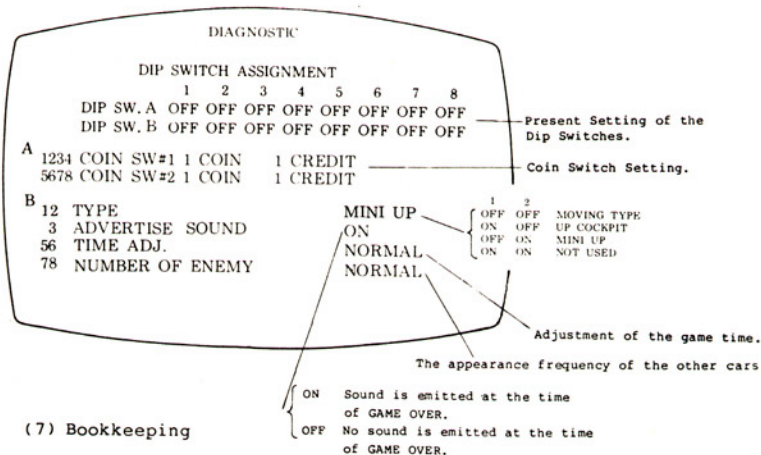 DIAGNOSTIC
DIP SWITCH ASSIGNMENT
1 2 3 4 5 6 7 8
DIP SW. A OFF OFF OFF OFF OFF OFF OFF OFF
DIP SW. B OFF OFF OFF OFF OFF OFF OFF OFF
Present Setting of the
Dip Switches.
A
1234 COIN SW#1 1 COIN 1 CREDIT
5678 COIN SW#2 1 COIN 1 CREDIT
Coin Switch Setting.
B
12 TYPE MINI UP
3 ADVERTISE SOUND ON
56 TIME ADJ. NORMAL
78 NUMBER OF ENEMY NORMAL
1 2
OFF OFF MOVING TYPE
ON OFF UP COCKPIT
OFF ON MINI UP
ON ON NOT USED
Adjustment of the game time.
The appearance frequency of the other cars
ON Sound is emitted at the time
of GAME OVER.
OFF No sound is emitted at the time
of GAME OVER.
(7) Bookkeeping